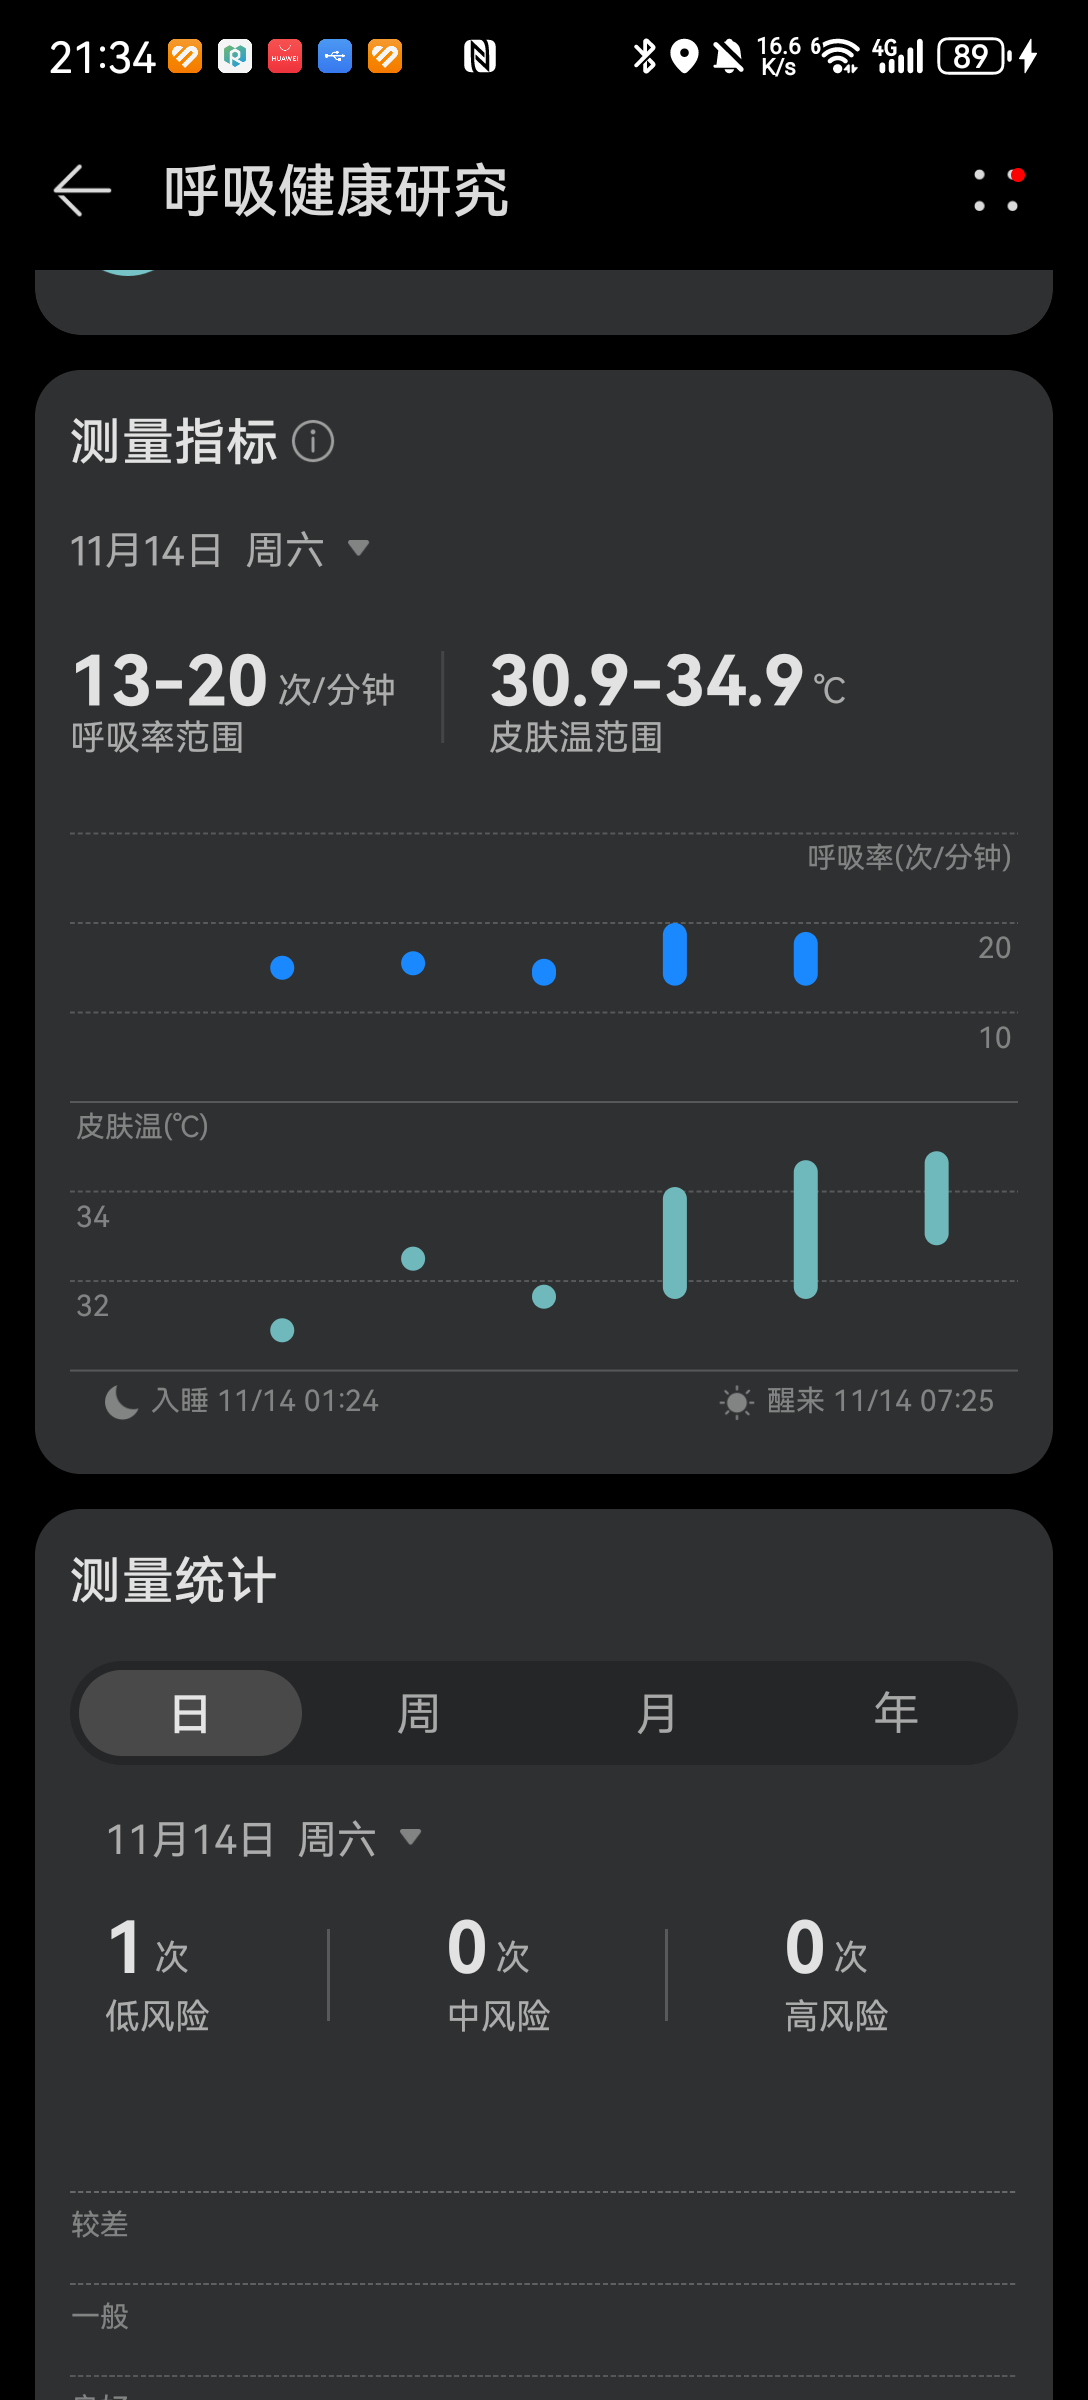 21:34 HUAWEI 16.6 K/s 6 4G 89
呼吸健康研究
测量指标
11月14日 周六
13-20 次/分钟 30.9-34.9 ℃
呼吸率范围 皮肤温范围
呼吸率(次/分钟)
20
10
皮肤温(℃)
34
32
入睡 11/14 01:24 醒来 11/14 07:25
测量统计
日 周 月 年
11月14日 周六
1 次 0 次 0 次
低风险 中风险 高风险
较差
一般